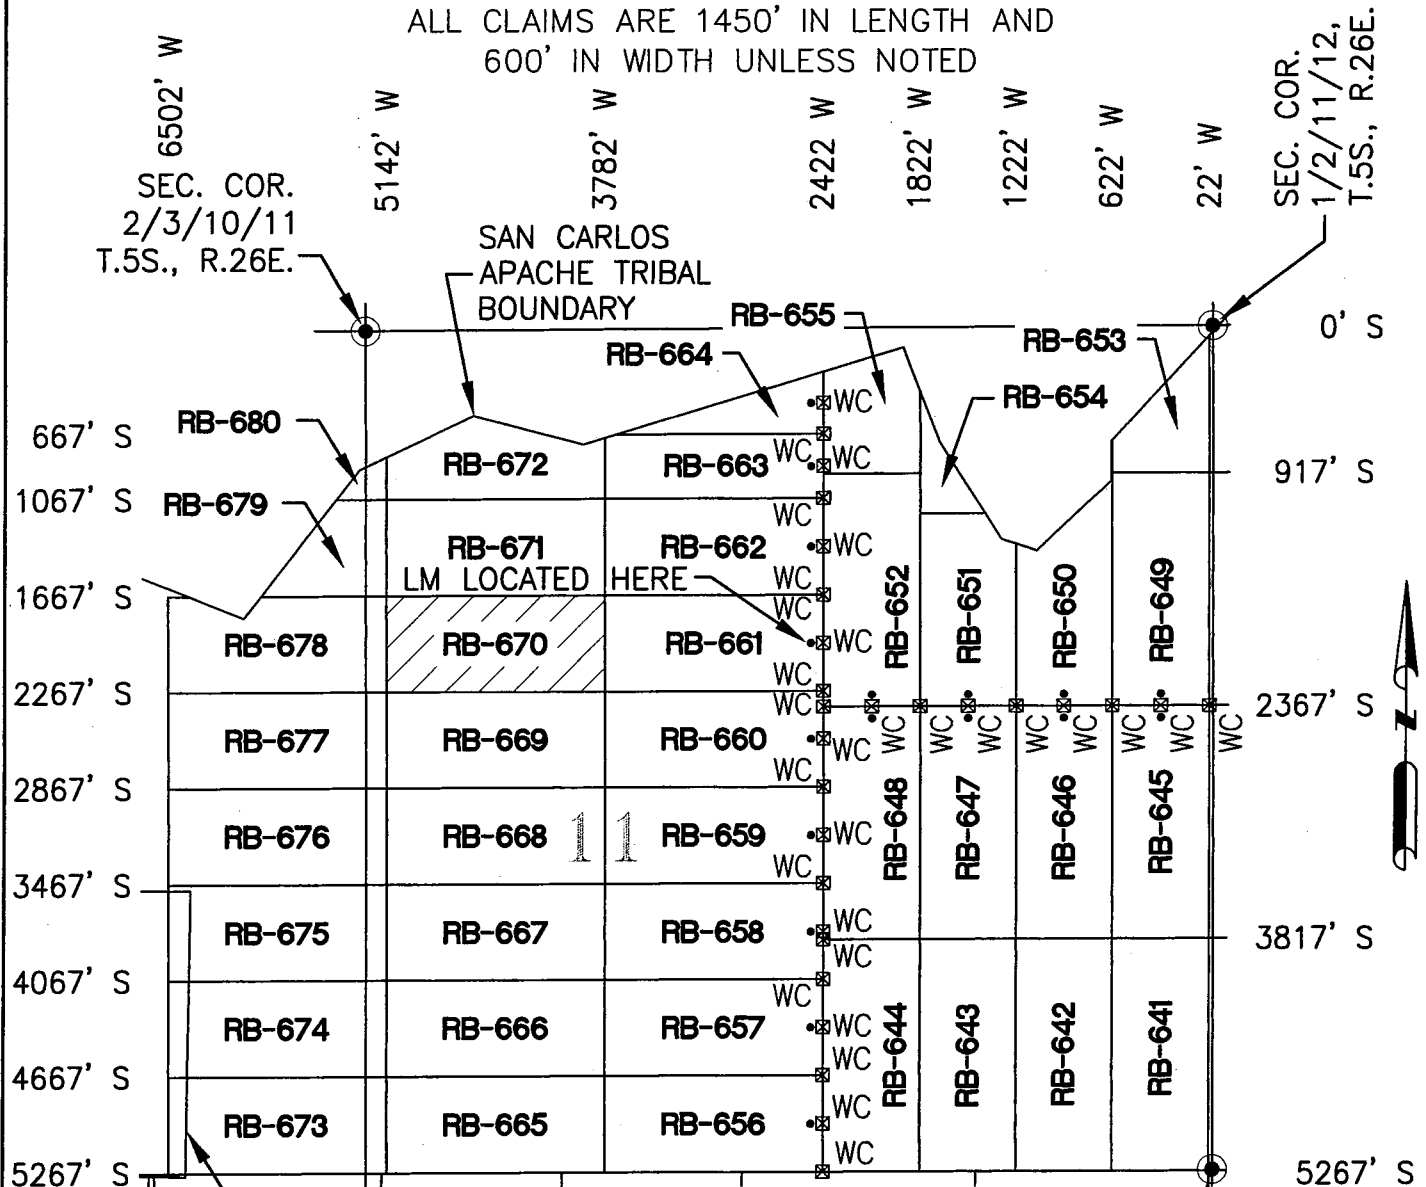 ALL CLAIMS ARE 1450' IN LENGTH AND
600' IN WIDTH UNLESS NOTED
6502' W
5142' W
3782' W
2422 W
1822' W
1222' W
622' W
22' W
SEC. COR.
1/2/11/12,
T.5S., R.26E.
SEC. COR.
2/3/10/11
T.5S., R.26E.
SAN CARLOS
APACHE TRIBAL
BOUNDARY
RB-655
RB-664
RB-653
RB-654
0' S
667' S
RB-680
RB-672
RB-663
WC
WC
WC
917' S
1067' S
RB-679
RB-671
RB-662
WC
WC
WC
LM LOCATED HERE
1667' S
WC
RB-678
RB-670
RB-661
WC
WC
RB-652
RB-651
RB-650
RB-649
2267' S
WC
2367' S
RB-677
RB-669
RB-660
WC
WC
WC
WC
WC
WC
WC
WC
WC
WC
2867' S
RB-676
RB-668
11
RB-659
WC
WC
RB-648
RB-647
RB-646
RB-645
3467' S
RB-675
RB-667
RB-658
WC
WC
3817' S
4067' S
WC
RB-674
RB-666
RB-657
WC
WC
RB-644
RB-643
RB-642
RB-641
4667' S
RB-673
RB-665
RB-656
WC
WC
5267' S
5267' S
N